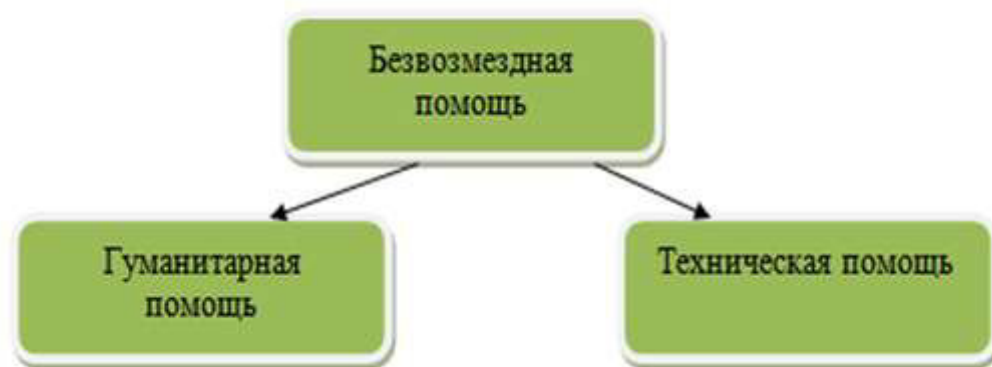 Безвозмездная
помощь
Гуманитарная
помощь
Техническая помощь